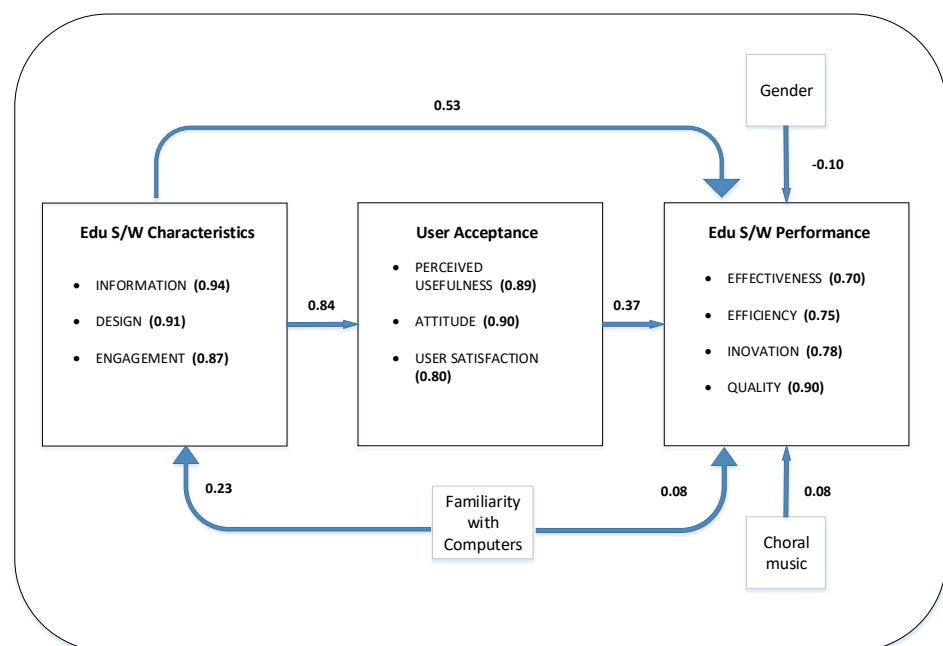 0.53
Gender
-0.10
Edu S/W Characteristics
• INFORMATION (0.94)
• DESIGN (0.91)
• ENGAGEMENT (0.87)
0.84
User Acceptance
• PERCEIVED
USEFULNESS (0.89)
• ATTITUDE (0.90)
• USER SATISFACTION
(0.80)
0.37
Edu S/W Performance
• EFFECTIVENESS (0.70)
• EFFICIENCY (0.75)
• INOVATION (0.78)
• QUALITY (0.90)
0.23
Familiarity
with
Computers
0.08
0.08
Choral
music